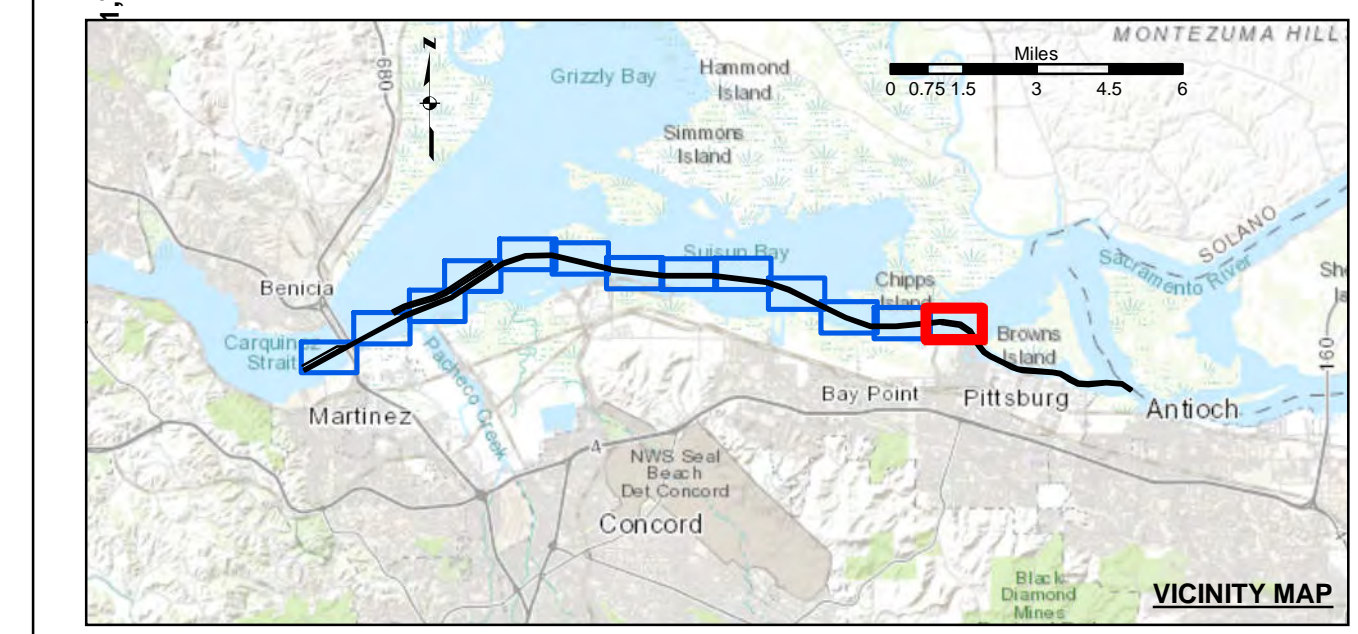 MONTEZUMA HILL
N
680
Grizzly Bay
Hammond
Island
Miles
0 0.75 1.5 3 4.5 6
Simmons
Island
SOLANO
Suisun Bay
Sacramento River
Benicia
Chipps
Island
Carquinez
Strait
Pacheco Creek
Browns
Island
160
Bay Point
Pittsburg
Antioch
Martinez
4
NWS Seal
Beach
Det Concord
Concord
Black
Diamond
Mines
VICINITY MAP